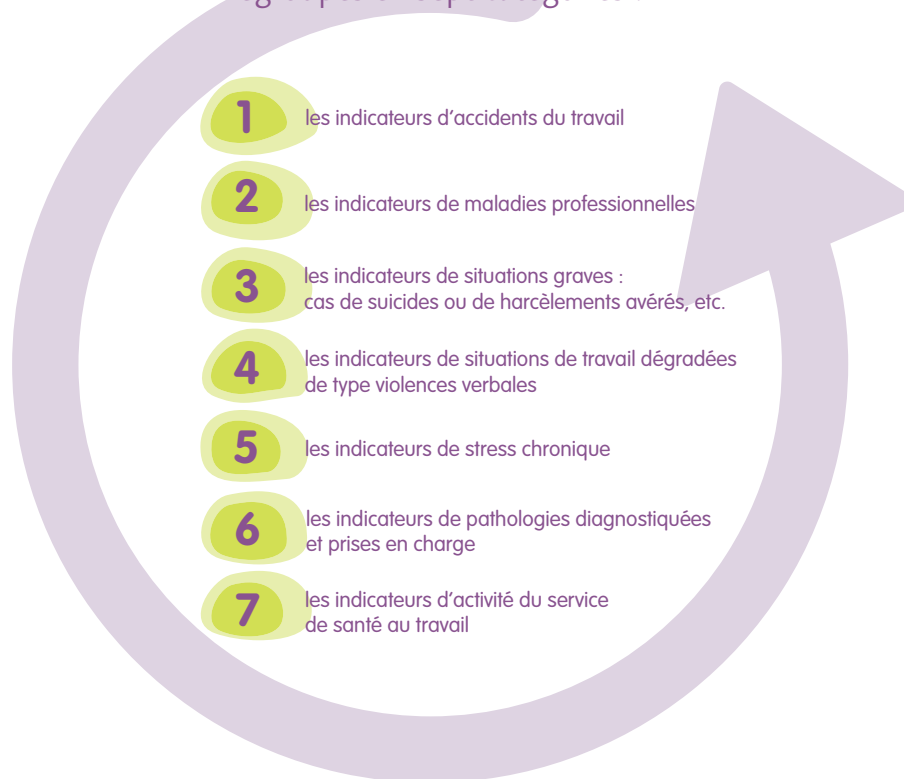 1
les indicateurs d'accidents du travail
2
les indicateurs de maladies professionnelles
3
les indicateurs de situations graves :
cas de suicides ou de harcèlements avérés, etc.
4
les indicateurs de situations de travail dégradées
de type violences verbales
5
les indicateurs de stress chronique
6
les indicateurs de pathologies diagnostiquées
et prises en charge
7
les indicateurs d'activité du service
de santé au travail